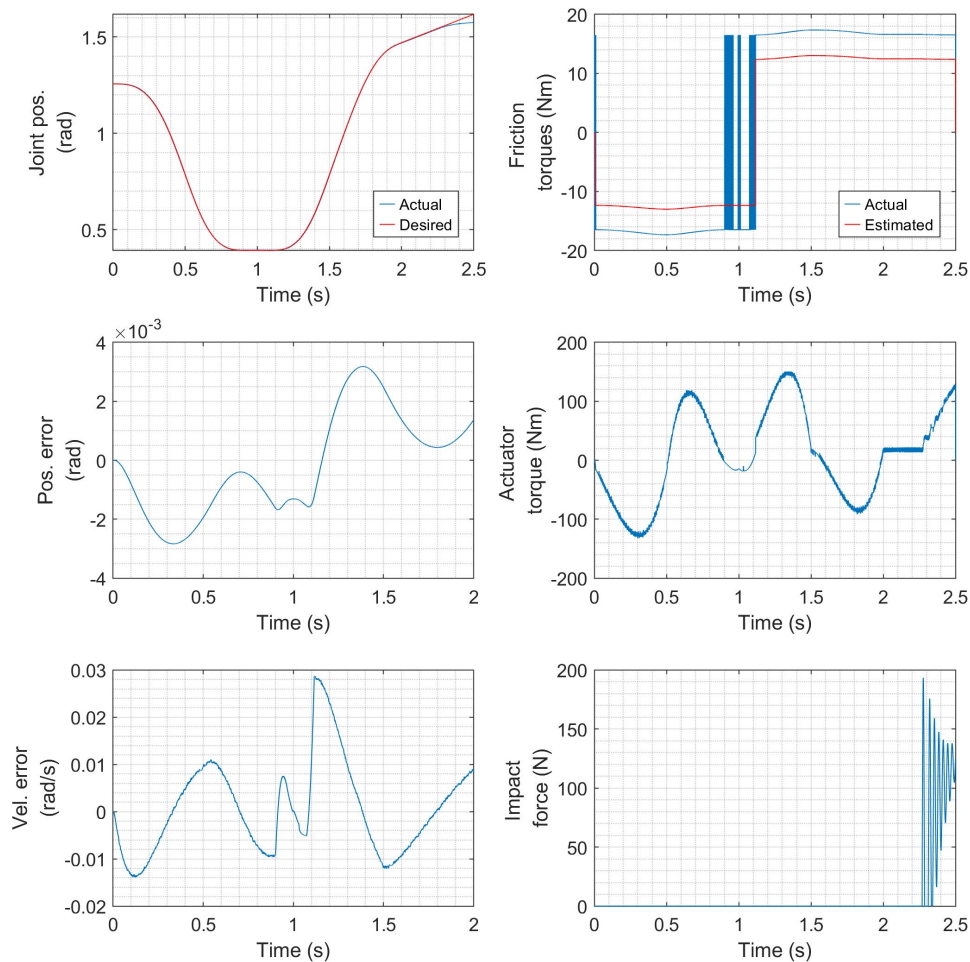 1.5
1
0.5
Joint pos.
(rad)
Actual
Desired
0 0.5 1 1.5 2 2.5
Time (s)
20
10
0
-10
-20
Friction
torques (Nm)
Actual
Estimated
0 0.5 1 1.5 2 2.5
Time (s)
×10-3
4
2
0
-2
-4
Pos. error
(rad)
0 0.5 1 1.5 2
Time (s)
200
100
0
-100
-200
Actuator
torque (Nm)
0 0.5 1 1.5 2 2.5
Time (s)
0.03
0.02
0.01
0
-0.01
-0.02
Vel. error
(rad/s)
0 0.5 1 1.5 2
Time (s)
200
150
100
50
0
Impact
force (N)
0 0.5 1 1.5 2 2.5
Time (s)